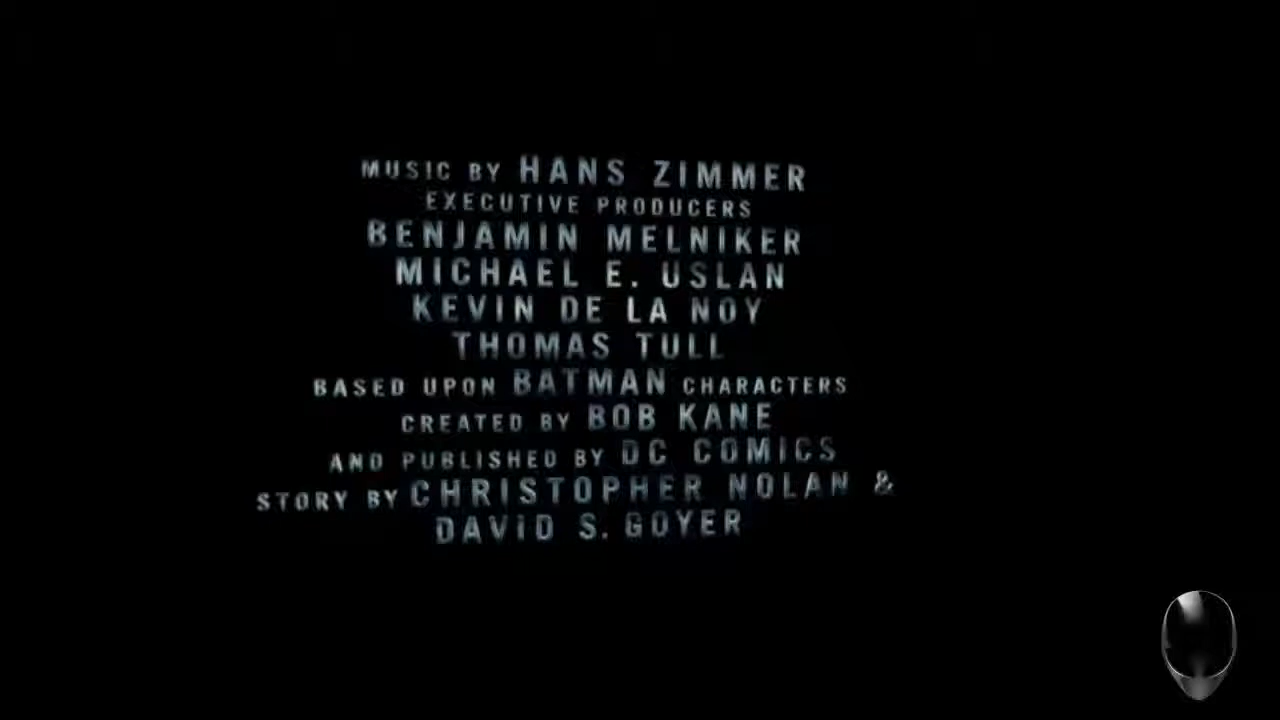 MUSIC BY HANS ZIMMER
EXECUTIVE PRODUCERS
BENJAMIN MELNIKER
MICHAEL E. USLAN
KEVIN DE LA NOY
THOMAS TULL
BASED UPON BATMAN CHARACTERS
CREATED BY BOB KANE
AND PUBLISHED BY DC COMICS
STORY BY CHRISTOPHER NOLAN &
DAVID S. GOYER